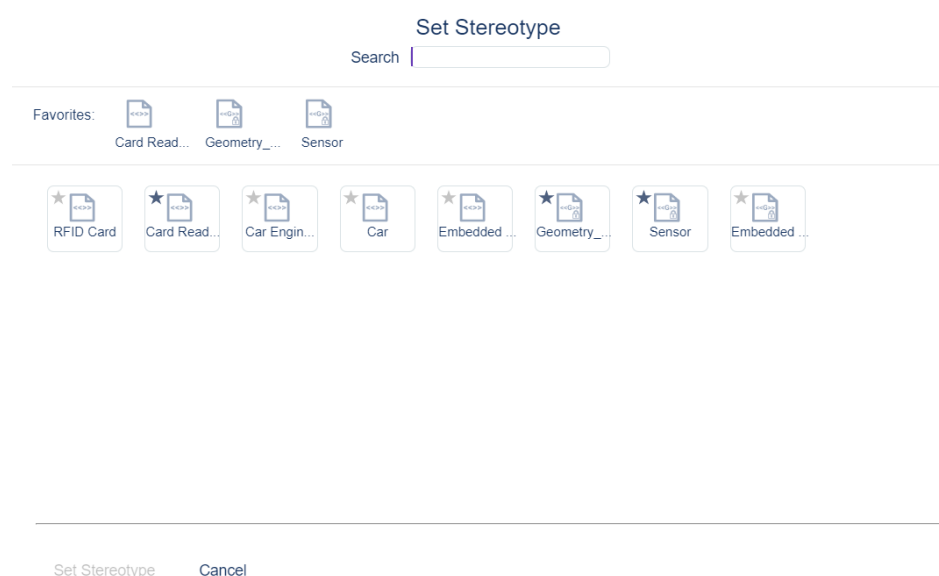 Set Stereotype
Search
Favorites:
<<>>
<<G>>
<<G>>
Card Read...
Geometry_...
Sensor
<<>>
<<>>
<<>>
<<>>
<<>>
<<G>>
<<G>>
<<G>>
RFID Card
Card Read...
Car Engin...
Car
Embedded ...
Geometry_...
Sensor
Embedded ...
Set Stereotype
Cancel